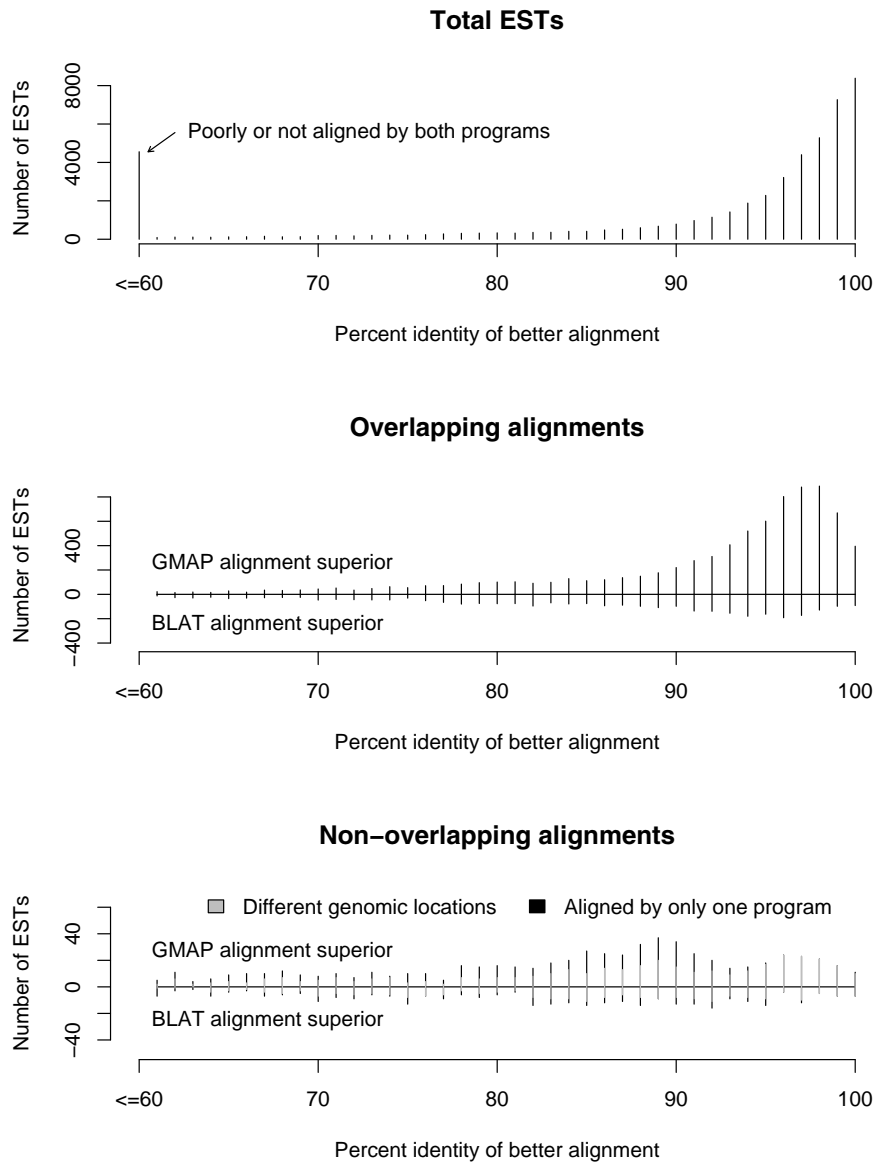 Total ESTs
Number of ESTs
8000
4000
0
Poorly or not aligned by both programs
<=60 70 80 90 100
Percent identity of better alignment
Overlapping alignments
Number of ESTs
400
0
−400
GMAP alignment superior
BLAT alignment superior
<=60 70 80 90 100
Percent identity of better alignment
Non−overlapping alignments
Number of ESTs
40
0
−40
Different genomic locations Aligned by only one program
GMAP alignment superior
BLAT alignment superior
<=60 70 80 90 100
Percent identity of better alignment